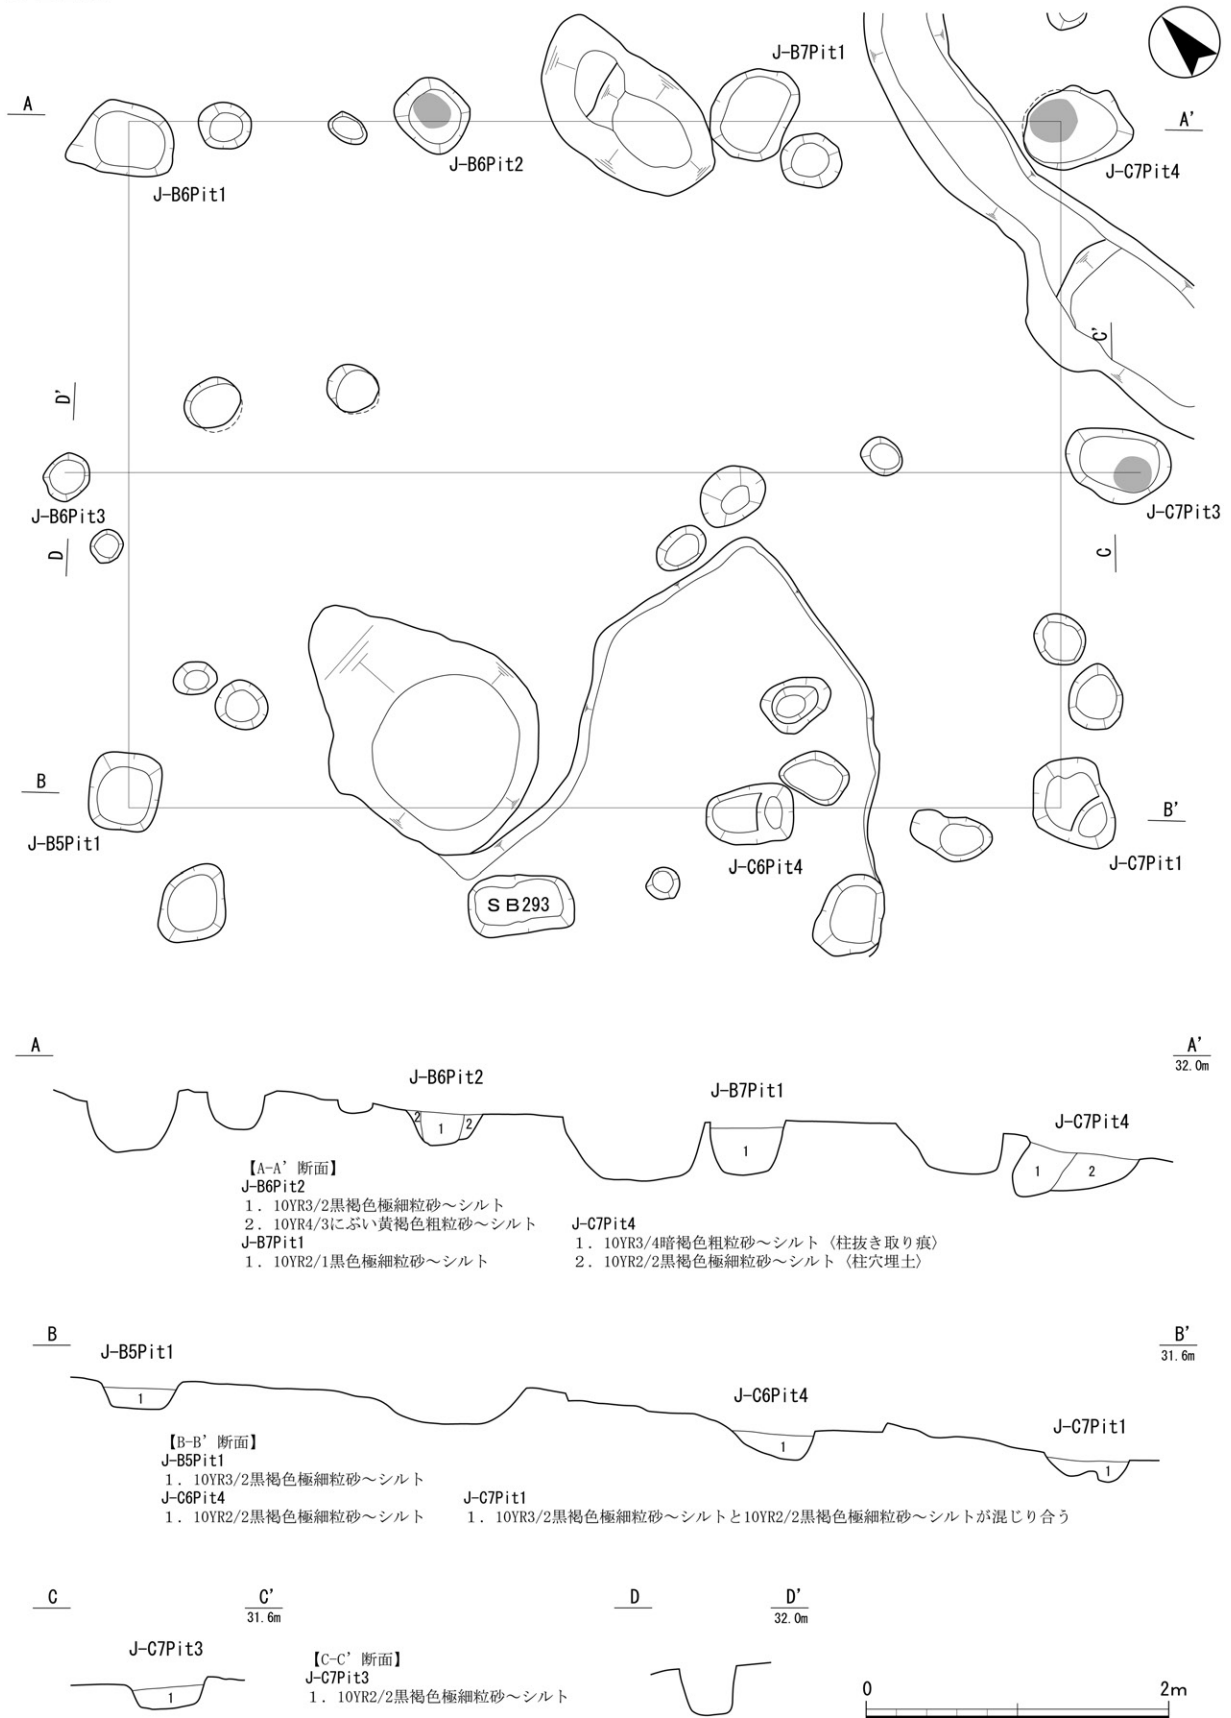 J-B7Pit1
A
A'
J-B6Pit2
J-C7Pit4
J-B6Pit1
C'
D'
J-B6Pit3
J-C7Pit3
D
C
B
B'
J-B5Pit1
J-C6Pit4
J-C7Pit1
ＳＢ293
A
A'
32.0m
J-B6Pit2
J-B7Pit1
J-C7Pit4
2
1
2
1
1
2
【A-A’断面】
J-B6Pit2
１．10YR3/2黒褐色極細粒砂～シルト
２．10YR4/3にぶい黄褐色粗粒砂～シルト
J-B7Pit1
１．10YR2/1黒色極細粒砂～シルト
J-C7Pit4
１．10YR3/4暗褐色粗粒砂～シルト〈柱抜き取り痕〉
２．10YR2/2黒褐色極細粒砂～シルト〈柱穴埋土〉
B
B'
31.6m
J-B5Pit1
J-C6Pit4
J-C7Pit1
1
1
1
【B-B’断面】
J-B5Pit1
１．10YR3/2黒褐色極細粒砂～シルト
J-C6Pit4
１．10YR2/2黒褐色極細粒砂～シルト
J-C7Pit1
１．10YR3/2黒褐色極細粒砂～シルトと10YR2/2黒褐色極細粒砂～シルトが混じり合う
C
C'
31.6m
J-C7Pit3
1
【C-C’断面】
J-C7Pit3
１．10YR2/2黒褐色極細粒砂～シルト
D
D'
32.0m
0
2m